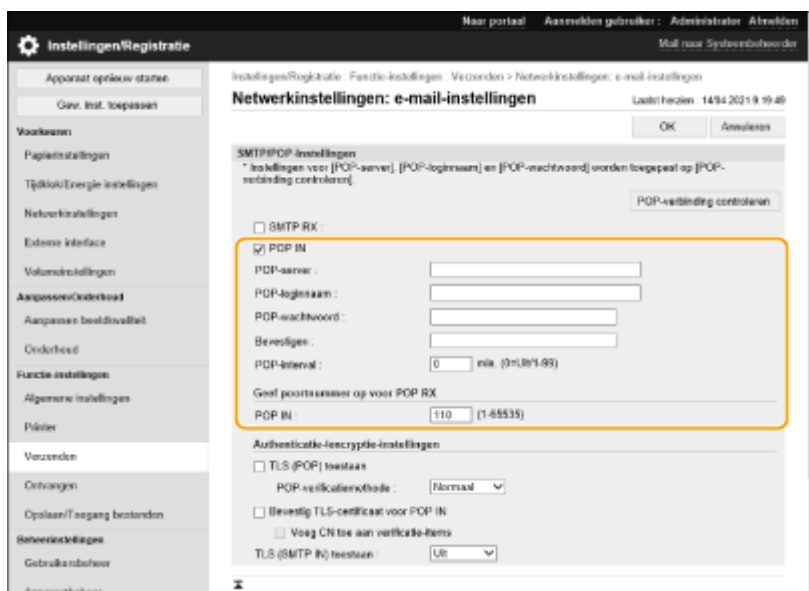 Naar portaal Aanmelden gebruiker : Administrator Afmelden
Instellingen/Registratie
Mail naar Systeembeheerder
Apparaat opnieuw starten
Gew. Inst. toepassen
Voorkeuren
Papierinstellingen
Tijdklok/Energie instellingen
Netwerkinstellingen
Externe interface
Volumeinstellingen
Aanpassen/Onderhoud
Aanpassen beeldkwaliteit
Onderhoud
Functie-instellingen
Algemene instellingen
Printer
Verzenden
Ontvangen
Opslaan/Toegang bestanden
Beheerinstellingen
Gebruikersbeheer
Instellingen/Registratie : Functie-instellingen : Verzenden > Netwerkinstellingen: e-mail-instellingen
Netwerkinstellingen: e-mail-instellingen
Laatst herzien : 14/04 2021 9:19:49
OK Annuleren
SMTP/POP-instellingen
* Instellingen voor [POP-server], [POP-loginnaam] en [POP-wachtwoord] worden toegepast op [POP-
verbinding controleren].
POP-verbinding controleren
SMTP RX :
POP IN
POP-server :
POP-loginnaam :
POP-wachtwoord :
Bevestigen :
POP-interval : 0 min. (0=Uit/1-99)
Geef poortnummer op voor POP RX
POP IN : 110 (1-65535)
Authenticatie-/encryptie-instellingen
TLS (POP) toestaan
POP-verificatiemethode : Normaal
Bevestig TLS-certificaat voor POP IN
Voeg CN toe aan verificatie-items
TLS (SMTP IN) toestaan : Uit